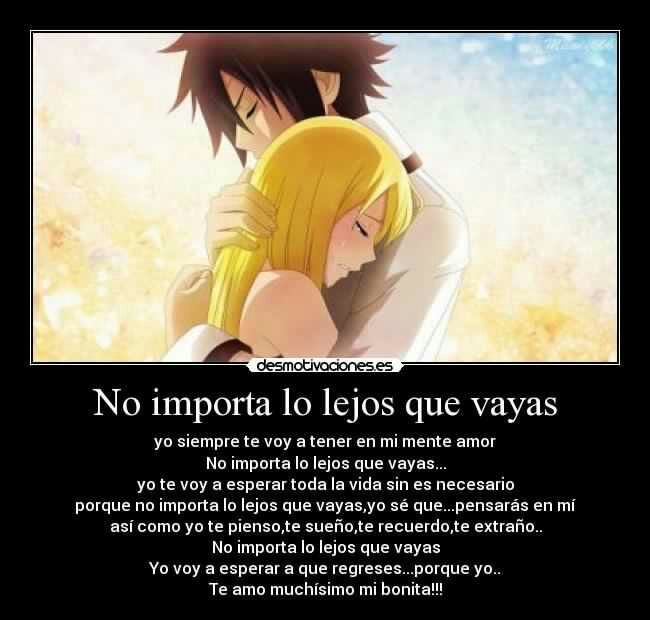 desmotivaciones.es
No importa lo lejos que vayas
yo siempre te voy a tener en mi mente amor
No importa lo lejos que vayas...
yo te voy a esperar toda la vida sin es necesario
porque no importa lo lejos que vayas,yo sé que...pensarás en mí
así como yo te pienso,te sueño,te recuerdo,te extraño..
No importa lo lejos que vayas
Yo voy a esperar a que regreses...porque yo..
Te amo muchísimo mi bonita!!!